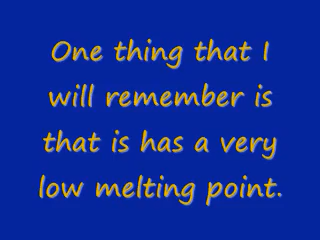 One thing that I
will remember is
that is has a very
low melting point.